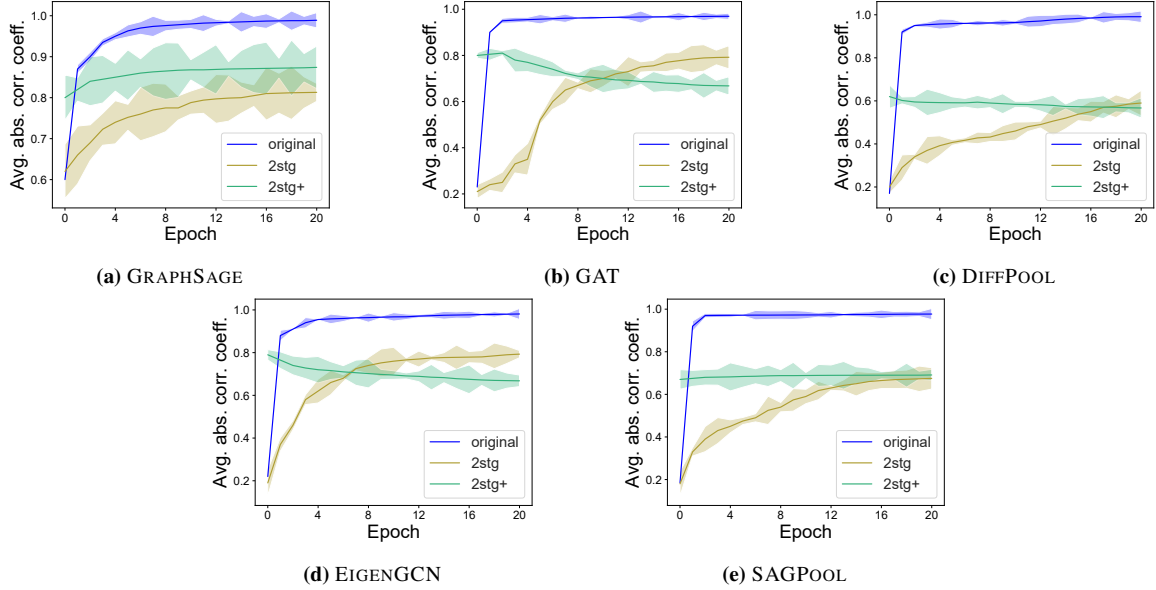 Avg. abs. corr. coeff.
1.0
0.9
0.8
0.7
0.6
original
2stg
2stg+
0 4 8 12 16 20
Epoch
(a) GRAPHSAGE
Avg. abs. corr. coeff.
1.0
0.8
0.6
0.4
0.2
original
2stg
2stg+
0 4 8 12 16 20
Epoch
(b) GAT
Avg. abs. corr. coeff.
1.0
0.8
0.6
0.4
0.2
original
2stg
2stg+
0 4 8 12 16 20
Epoch
(c) DIFFPOOL
Avg. abs. corr. coeff.
1.0
0.8
0.6
0.4
0.2
original
2stg
2stg+
0 4 8 12 16 20
Epoch
(d) EIGENGCN
Avg. abs. corr. coeff.
1.0
0.8
0.6
0.4
0.2
original
2stg
2stg+
0 4 8 12 16 20
Epoch
(e) SAGPOOL